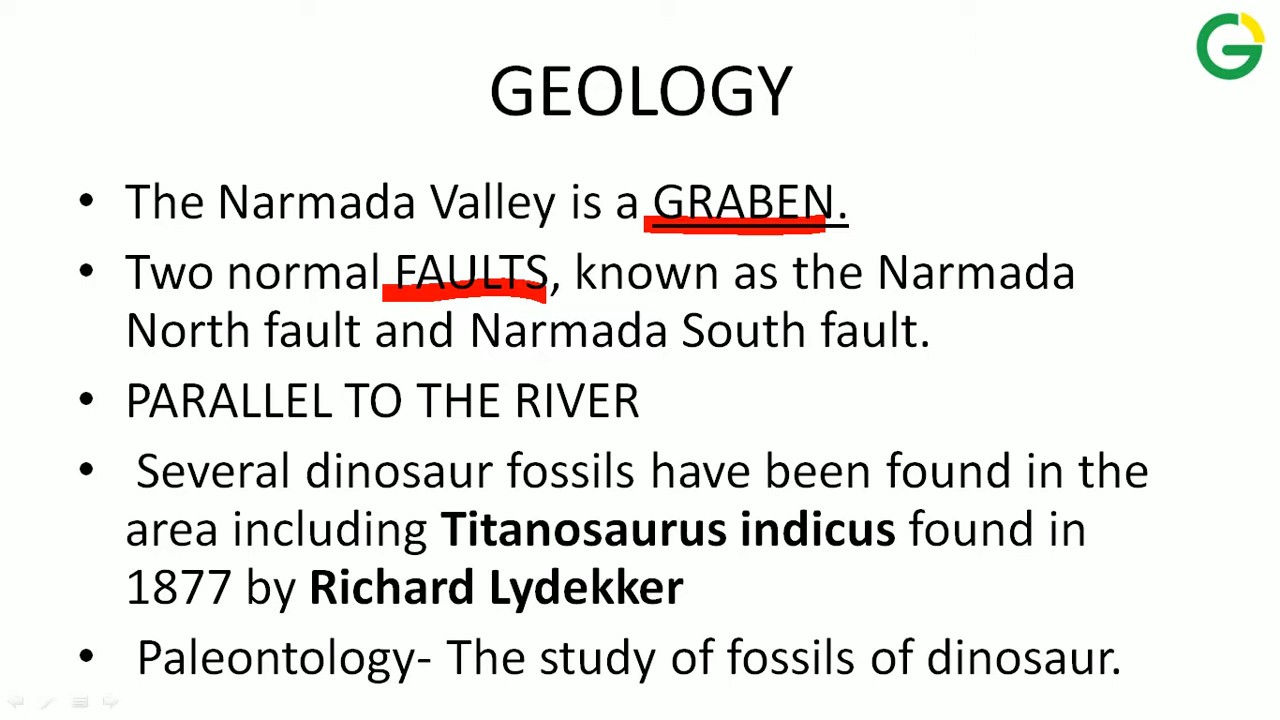 GEOLOGY
• The Narmada Valley is a GRABEN.
• Two normal FAULTS, known as the Narmada
North fault and Narmada South fault.
• PARALLEL TO THE RIVER
• Several dinosaur fossils have been found in the
area including Titanosaurus indicus found in
1877 by Richard Lydekker
• Paleontology- The study of fossils of dinosaur.